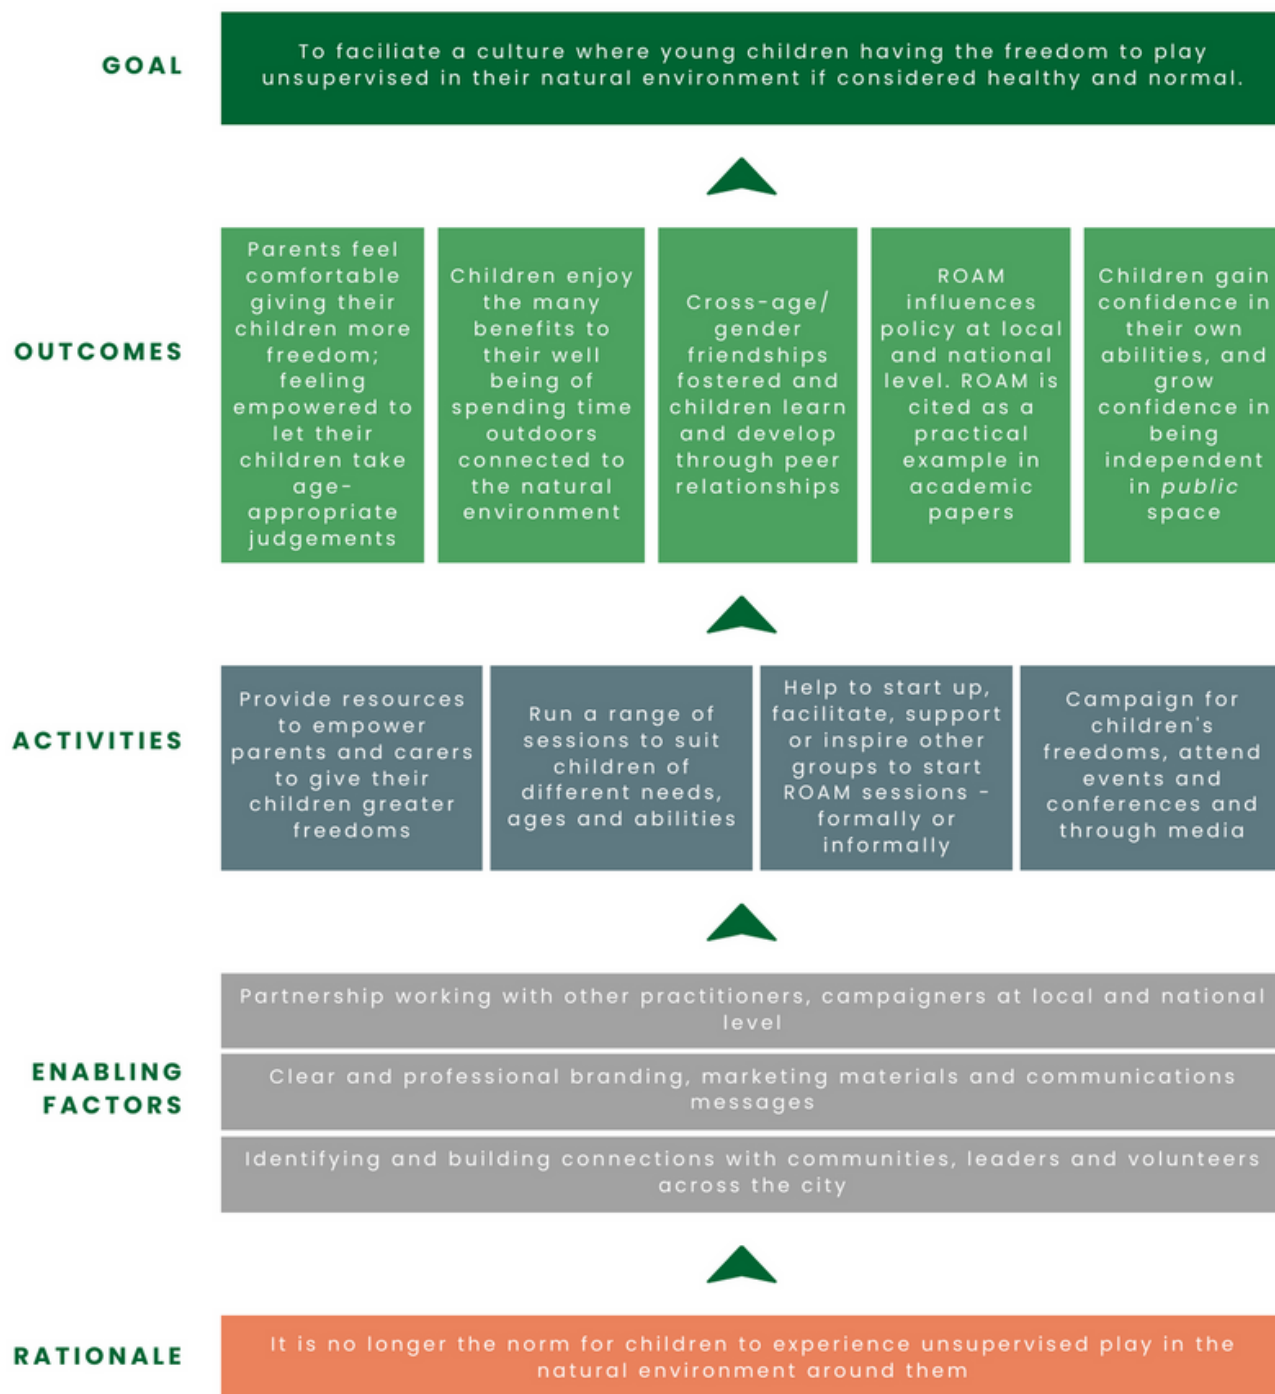 GOAL
To faciliate a culture where young children having the freedom to play
unsupervised in their natural environment if considered healthy and normal.
OUTCOMES
Parents feel
comfortable
giving their
children more
freedom;
feeling
empowered to
let their
children take
age-
appropriate
judgements
Children enjoy
the many
benefits to
their well
being of
spending time
outdoors
connected to
the natural
environment
Cross-age/
gender
friendships
fostered and
children learn
and develop
through peer
relationships
ROAM
influences
policy at local
and national
level. ROAM is
cited as a
practical
example in
academic
papers
Children gain
confidence in
their own
abilities, and
grow
confidence in
being
independent
in public
space
ACTIVITIES
Provide resources
to empower
parents and carers
to give their
children greater
freedoms
Run a range of
sessions to suit
children of
different needs,
ages and abilities
Help to start up,
facilitate, support
or inspire other
groups to start
ROAM sessions -
formally or
informally
Campaign for
children's
freedoms, attend
events and
conferences and
through media
ENABLING
FACTORS
Partnership working with other practitioners, campaigners at local and national
level
Clear and professional branding, marketing materials and communications
messages
Identifying and building connections with communities, leaders and volunteers
across the city
RATIONALE
It is no longer the norm for children to experience unsupervised play in the
natural environment around them